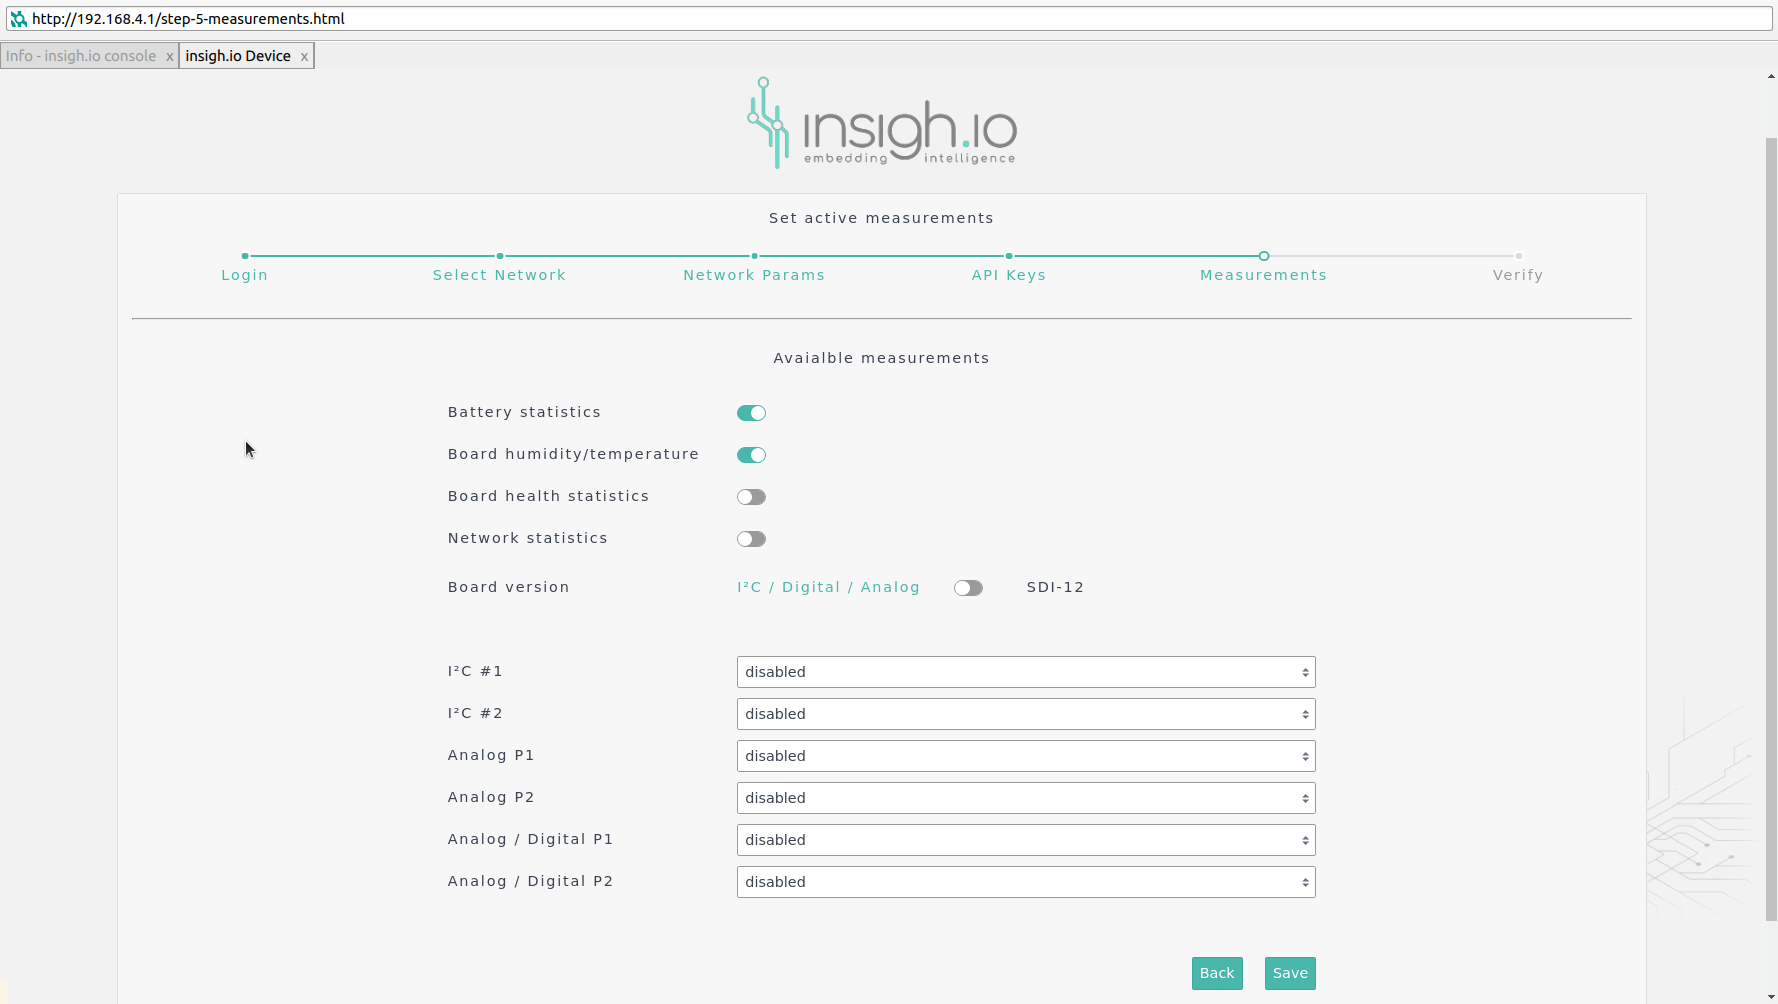 http://192.168.4.1/step-5-measurements.html
Info - insigh.io console x insigh.io Device x
insigh.io
embedding intelligence
Set active measurements
Login Select Network Network Params API Keys Measurements Verify
Avaialble measurements
Battery statistics
Board humidity/temperature
Board health statistics
Network statistics
Board version I²C / Digital / Analog SDI-12
I²C #1 disabled
I²C #2 disabled
Analog P1 disabled
Analog P2 disabled
Analog / Digital P1 disabled
Analog / Digital P2 disabled
Back Save